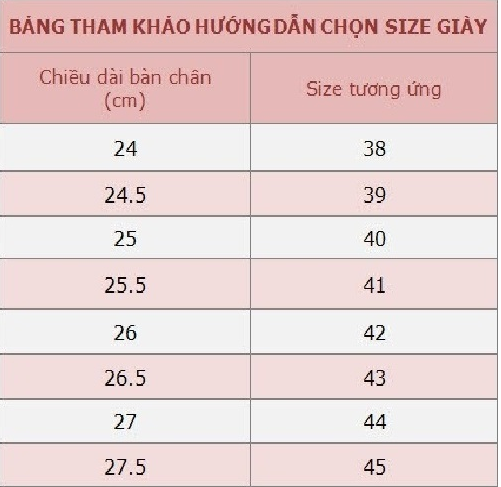 BẢNG THAM KHẢO HƯỚNG DẪN CHỌN SIZE GIÀY
Chiều dài bàn chân
(cm)
Size tương ứng
24 38
24.5 39
25 40
25.5 41
26 42
26.5 43
27 44
27.5 45